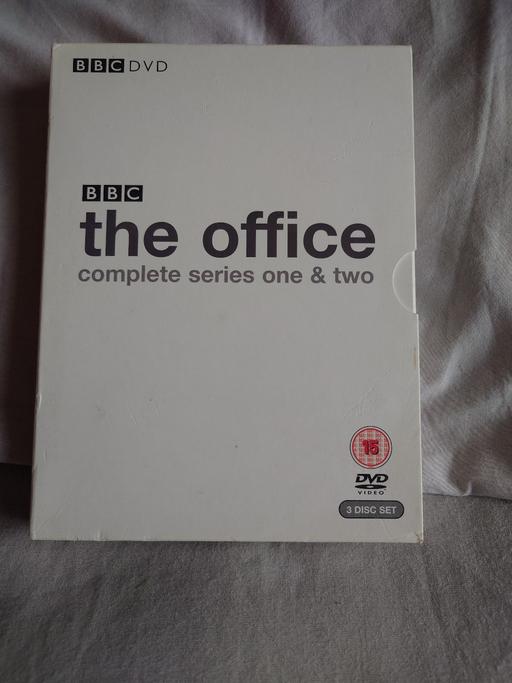 BBC DVD
BBC
the office
complete series one & two
15
DVD
VIDEO
3 DISC SET